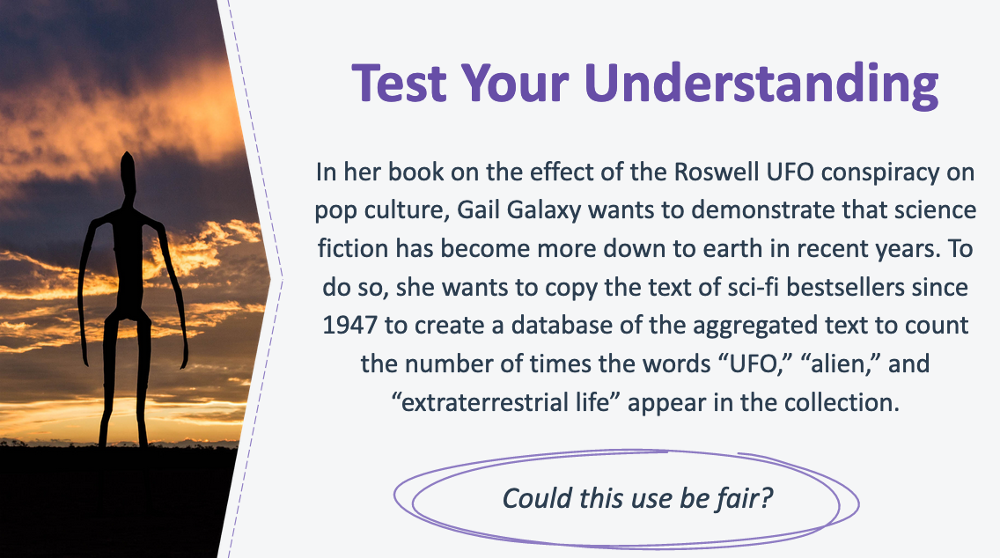 Test Your Understanding
In her book on the effect of the Roswell UFO conspiracy on
pop culture, Gail Galaxy wants to demonstrate that science
fiction has become more down to earth in recent years. To
do so, she wants to copy the text of sci-fi bestsellers since
1947 to create a database of the aggregated text to count
the number of times the words “UFO,” “alien,” and
“extraterrestrial life” appear in the collection.
Could this use be fair?